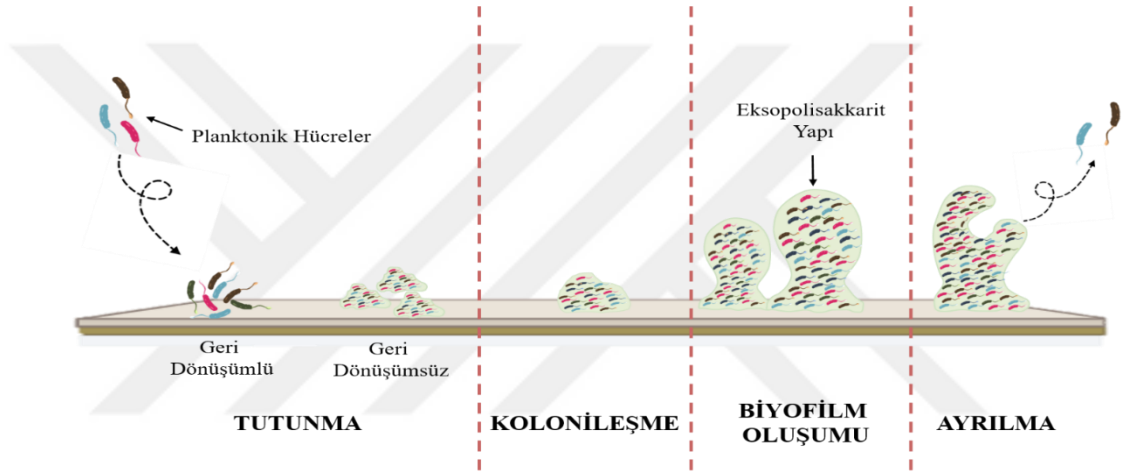 Planktonik Hücreler
Eksopolisakkarit
Yapı
Geri
Dönüşümlü
Geri
Dönüşümsüz
TUTUNMA
KOLONİLEŞME
BİYOFİLM
OLUŞUMU
AYRILMA